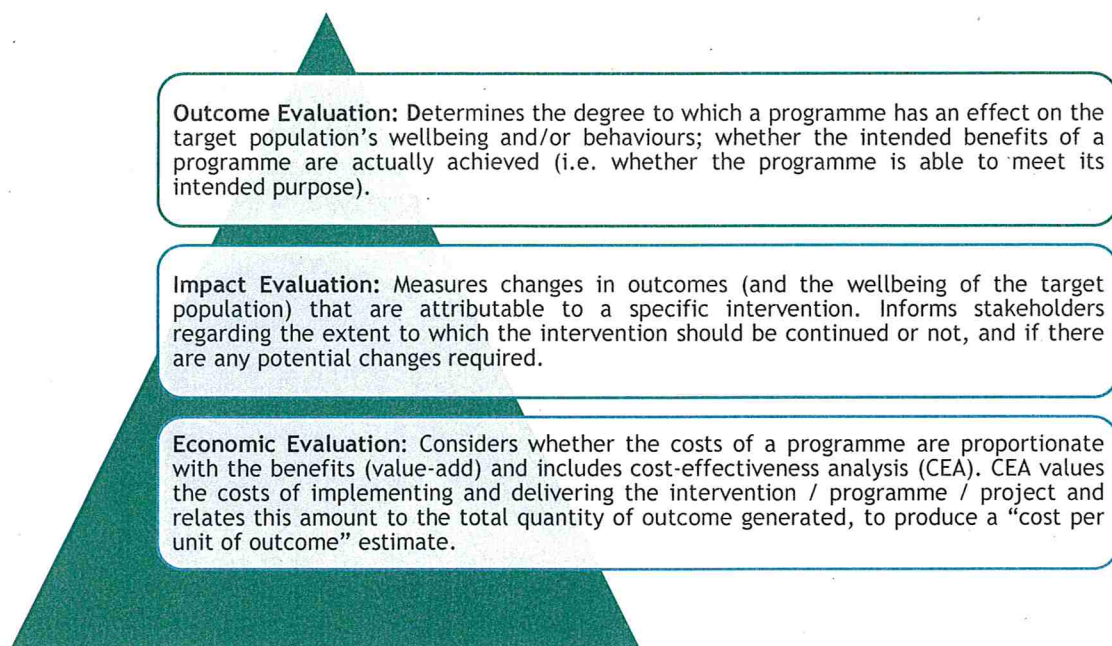 Outcome Evaluation: Determines the degree to which a programme has an effect on the
target population's wellbeing and/or behaviours; whether the intended benefits of a
programme are actually achieved (i.e. whether the programme is able to meet its
intended purpose).
Impact Evaluation: Measures changes in outcomes (and the wellbeing of the target
population) that are attributable to a specific intervention. Informs stakeholders
regarding the extent to which the intervention should be continued or not, and if there
are any potential changes required.
Economic Evaluation: Considers whether the costs of a programme are proportionate
with the benefits (value-add) and includes cost-effectiveness analysis (CEA). CEA values
the costs of implementing and delivering the intervention / programme / project and
relates this amount to the total quantity of outcome generated, to produce a “cost per
unit of outcome” estimate.